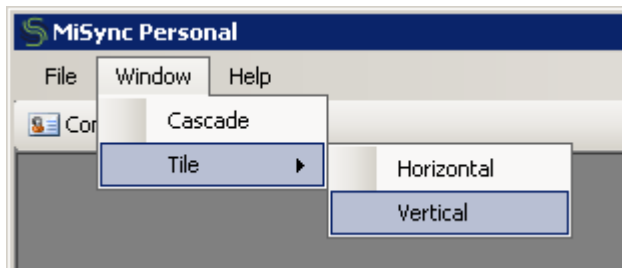 MiSync Personal
File Window Help
Cascade
Tile
Horizontal
Vertical